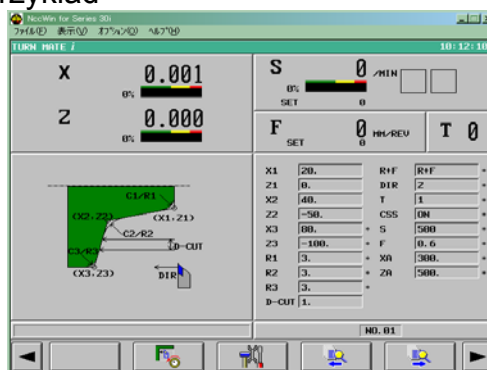 rzykład
NccWin for Series 30i
ファイル(F) 表示(V) オプション(O) ヘルプ(H)
TURN MATE i 10:12:10
X 0.001
0%
Z 0.000
0%
S 0 /MIN
0%
SET 0
F 0 MM/REV
SET 0
T 0
C1/R1
(X2,Z2) (X1,Z1)
C2/R2
C3/R3 D-CUT
(X3,Z3) DIR
X1 20. R+F R+F *
Z1 0. DIR Z *
X2 40. T 1 *
Z2 -50. CSS ON *
X3 80. * S 500 *
Z3 -100. * F 0.6 *
R1 3. * XA 300. *
R2 3. * ZA 500. *
R3 3. *
D-CUT 1.
NO. 01